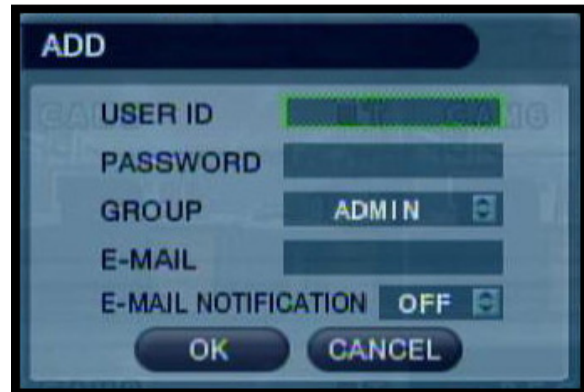 ADD
USER ID
PASSWORD
GROUP ADMIN
E-MAIL
E-MAIL NOTIFICATION OFF
OK CANCEL